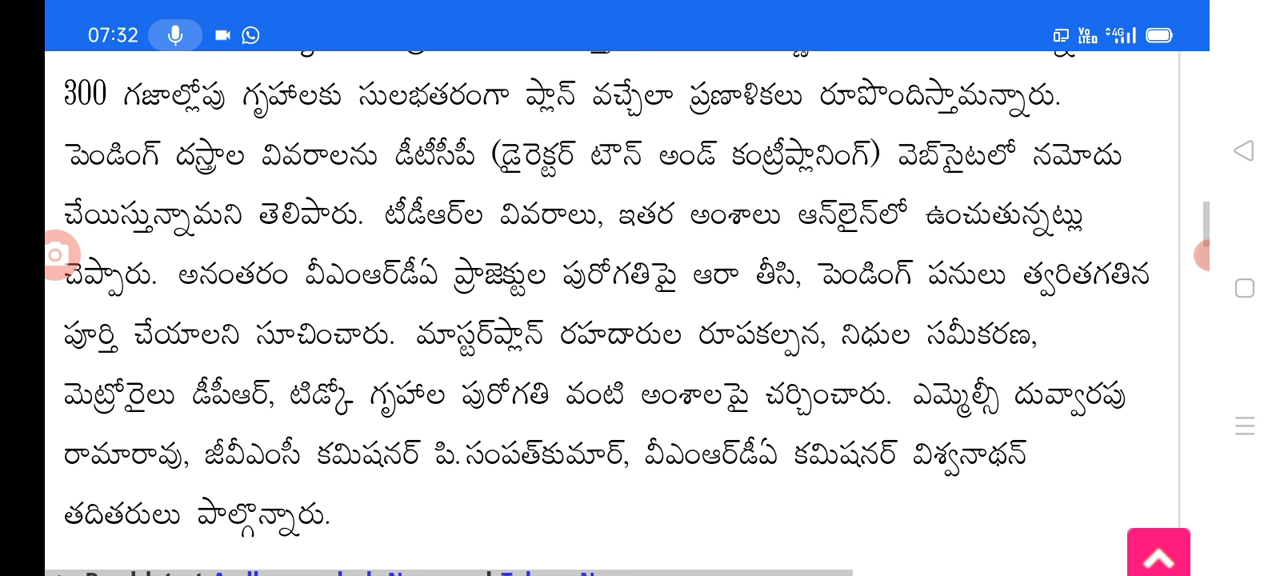 07:32
300 గజాల్లోపు గృహాలకు సులభతరంగా ప్లాన్ వచ్చేలా ప్రణాళికలు రూపొందిస్తామన్నారు.
పెండింగ్ దస్త్రాల వివరాలను డీటీసీపీ (డైరెక్టర్ టౌన్ అండ్ కంట్రీప్లానింగ్) వెబ్‌సైటలో నమోదు
చేయిస్తున్నామని తెలిపారు. టీడీఆర్‌ల వివరాలు, ఇతర అంశాలు ఆన్‌లైన్‌లో ఉంచుతున్నట్లు
చెప్పారు. అనంతరం వీఎంఆర్‌డీఏ ప్రాజెక్టుల పురోగతిపై ఆరా తీసి, పెండింగ్ పనులు త్వరితగతిన
పూర్తి చేయాలని సూచించారు. మాస్టర్‌ప్లాన్ రహదారుల రూపకల్పన, నిధుల సమీకరణ,
మెట్రోరైలు డీపీఆర్, టిడ్కో గృహాల పురోగతి వంటి అంశాలపై చర్చించారు. ఎమ్మెల్సీ దువ్వారపు
రామారావు, జీవీఎంసీ కమిషనర్ పి.సంపత్‌కుమార్, వీఎంఆర్‌డీఏ కమిషనర్ విశ్వనాథన్
తదితరులు పాల్గొన్నారు.